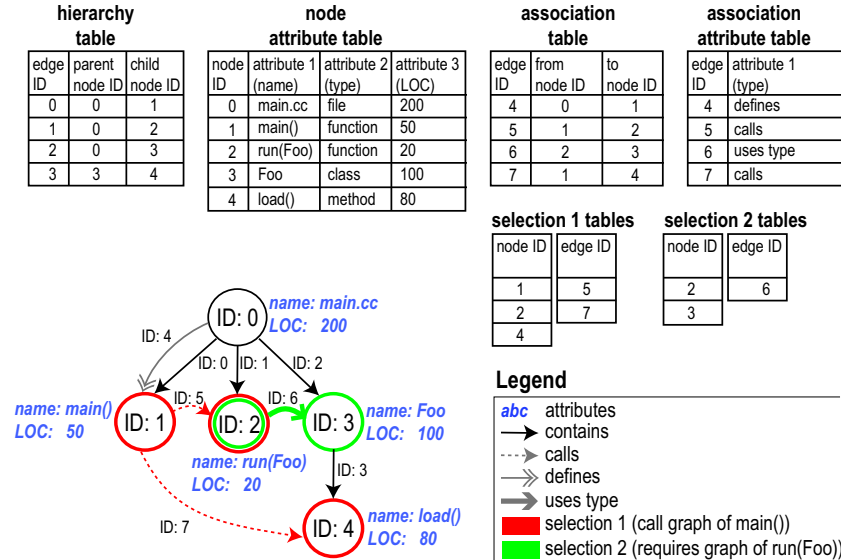 hierarchy
table
edge ID parent node ID child node ID
0 0 1
1 0 2
2 0 3
3 3 4
node
attribute table
node ID attribute 1 (name) attribute 2 (type) attribute 3 (LOC)
0 main.cc file 200
1 main() function 50
2 run(Foo) function 20
3 Foo class 100
4 load() method 80
association
table
edge ID from node ID to node ID
4 0 1
5 1 2
6 2 3
7 1 4
association
attribute table
edge ID attribute 1 (type)
4 defines
5 calls
6 uses type
7 calls
selection 1 tables
node ID
1
2
4
edge ID
5
7
selection 2 tables
node ID
2
3
edge ID
6
ID: 0
name: main.cc
LOC: 200
ID: 4
ID: 0
ID: 1
ID: 2
name: main()
LOC: 50
ID: 1
ID: 5
ID: 2
ID: 6
ID: 3
name: Foo
LOC: 100
name: run(Foo)
LOC: 20
ID: 3
ID: 7
ID: 4
name: load()
LOC: 80
Legend
abc attributes
contains
calls
defines
uses type
selection 1 (call graph of main())
selection 2 (requires graph of run(Foo))